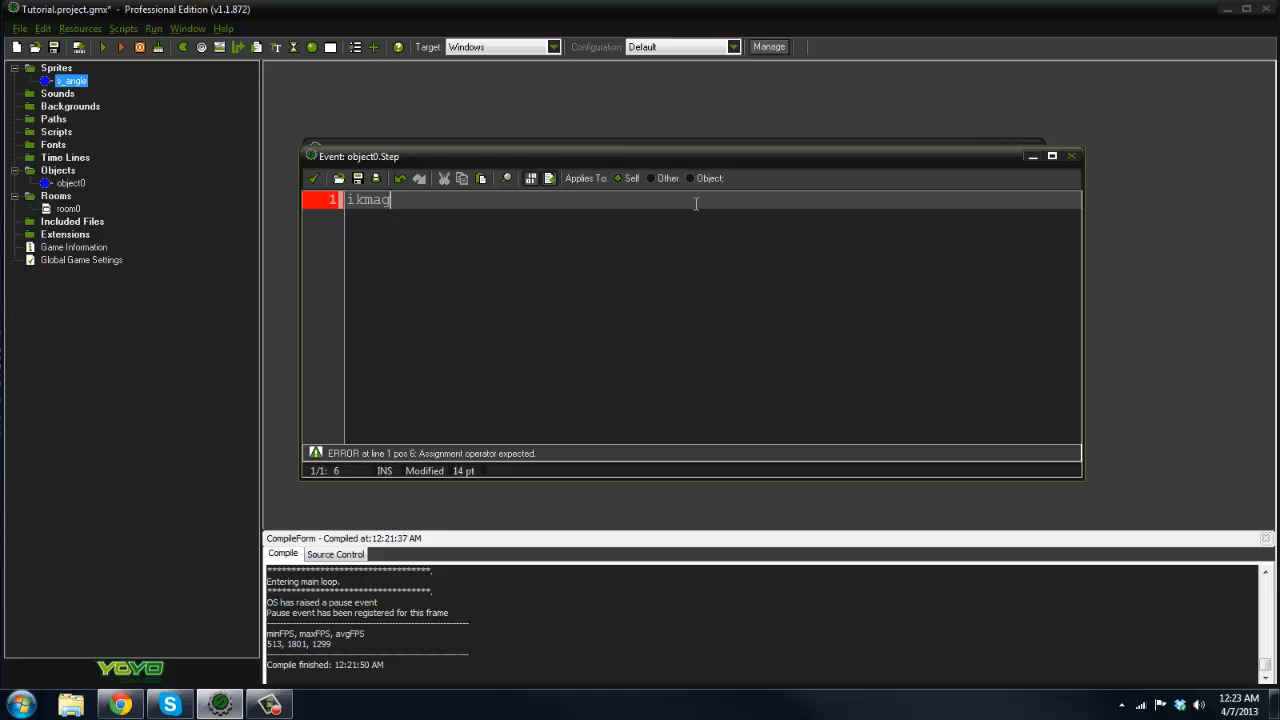 Tutorial.project.gmx* - Professional Edition (v1.1.872)
File Edit Resources Scripts Run Window Help
Target: Windows Configuration: Default Manage
Sprites
s_angle
Sounds
Backgrounds
Paths
Scripts
Fonts
Time Lines
Objects
object0
Rooms
room0
Included Files
Extensions
Game Information
Global Game Settings
Event: object0.Step
Applies To: Self Other Object:
1 ikmag
ERROR at line 1 pos 6: Assignment operator expected.
1/1: 6 INS Modified 14 pt
CompileForm - Compiled at:12:21:37 AM
Compile Source Control
***********************************.
Entering main loop.
***********************************.
OS has raised a pause event
Pause event has been registered for this frame
minFPS, maxFPS, avgFPS
513, 1801, 1299
Compile finished: 12:21:50 AM
YOYO
GAMES
12:23 AM
4/7/2013